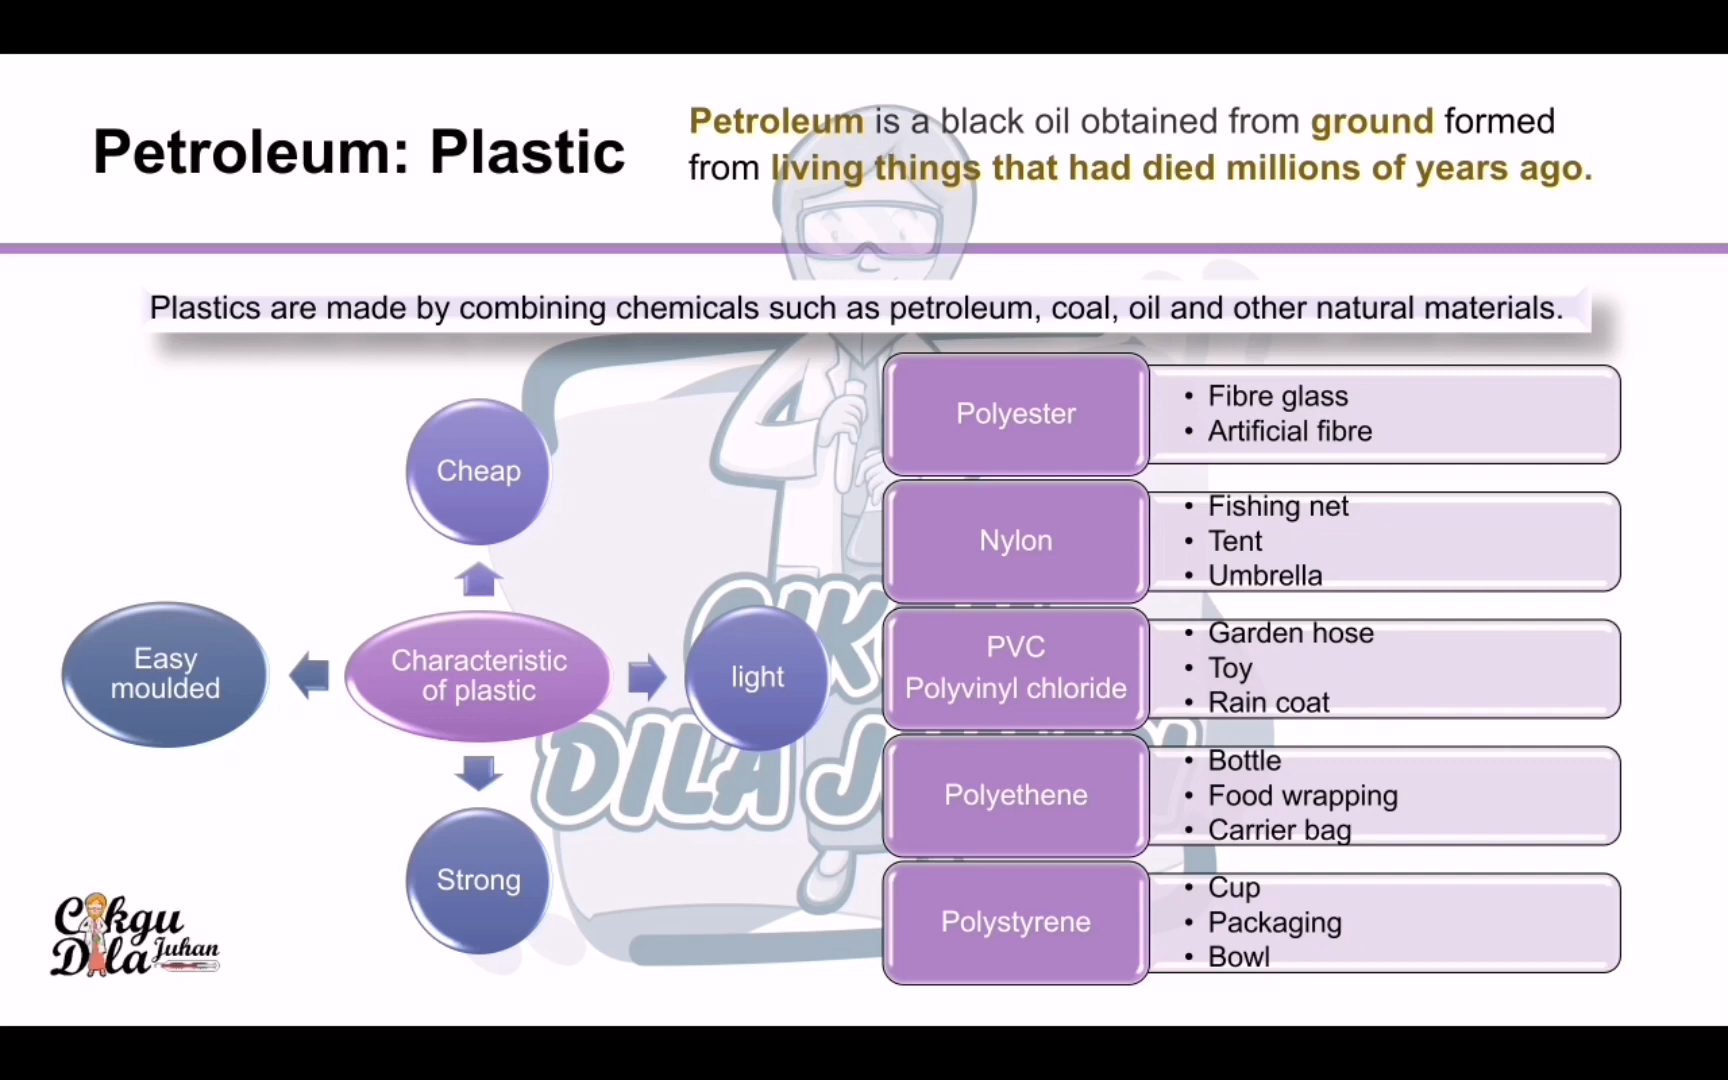 Petroleum: Plastic
Petroleum is a black oil obtained from ground formed
from living things that had died millions of years ago.
Plastics are made by combining chemicals such as petroleum, coal, oil and other natural materials.
Cheap
Easy
moulded
Characteristic
of plastic
light
Strong
Polyester
• Fibre glass
• Artificial fibre
Nylon
• Fishing net
• Tent
• Umbrella
PVC
Polyvinyl chloride
• Garden hose
• Toy
• Rain coat
Polyethene
• Bottle
• Food wrapping
• Carrier bag
Polystyrene
• Cup
• Packaging
• Bowl
Cikgu
Dila Juhan
DILA J